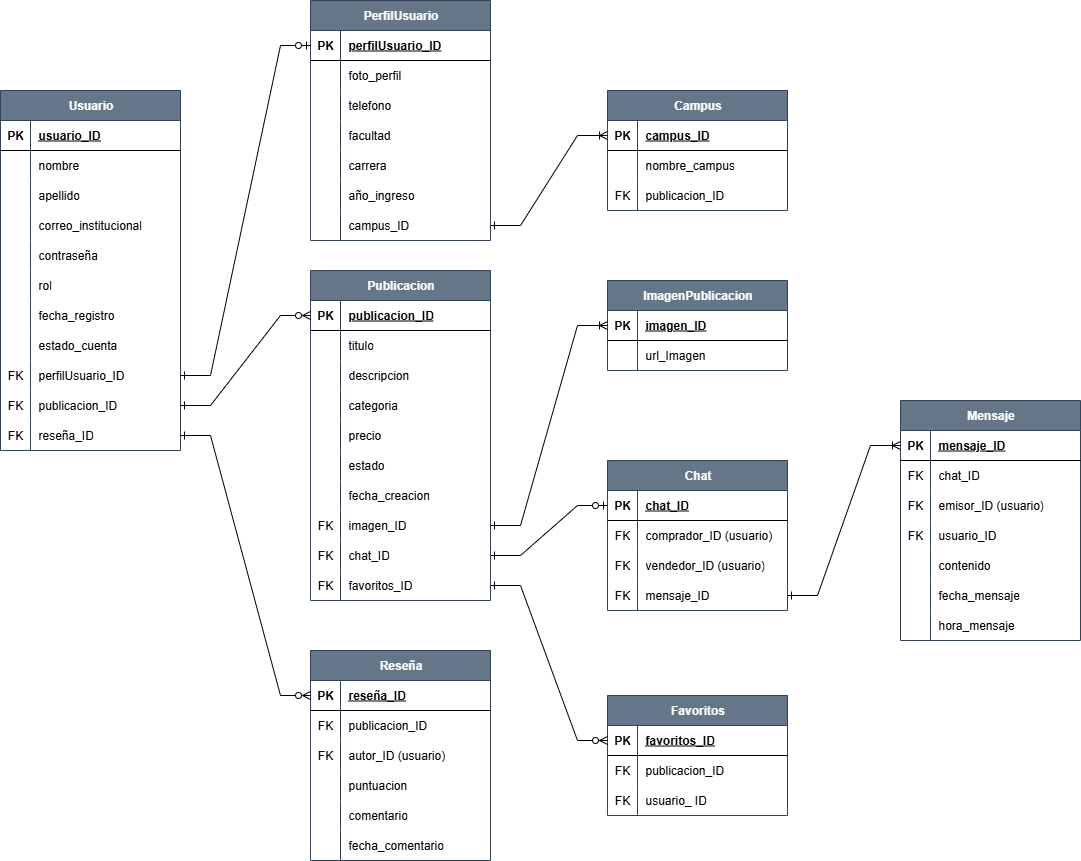 PerfilUsuario
PK perfilUsuario_ID
foto_perfil
telefono
facultad
carrera
año_ingreso
campus_ID
Usuario
PK usuario_ID
nombre
apellido
correo_institucional
contraseña
rol
fecha_registro
estado_cuenta
FK perfilUsuario_ID
FK publicacion_ID
FK reseña_ID
Campus
PK campus_ID
nombre_campus
FK publicacion_ID
Publicacion
PK publicacion_ID
titulo
descripcion
categoria
precio
estado
fecha_creacion
FK imagen_ID
FK chat_ID
FK favoritos_ID
ImagenPublicacion
PK imagen_ID
url_Imagen
Mensaje
PK mensaje_ID
FK chat_ID
FK emisor_ID (usuario)
FK usuario_ID
contenido
fecha_mensaje
hora_mensaje
Chat
PK chat_ID
FK comprador_ID (usuario)
FK vendedor_ID (usuario)
FK mensaje_ID
Reseña
PK reseña_ID
FK publicacion_ID
FK autor_ID (usuario)
puntuacion
comentario
fecha_comentario
Favoritos
PK favoritos_ID
FK publicacion_ID
FK usuario_ ID